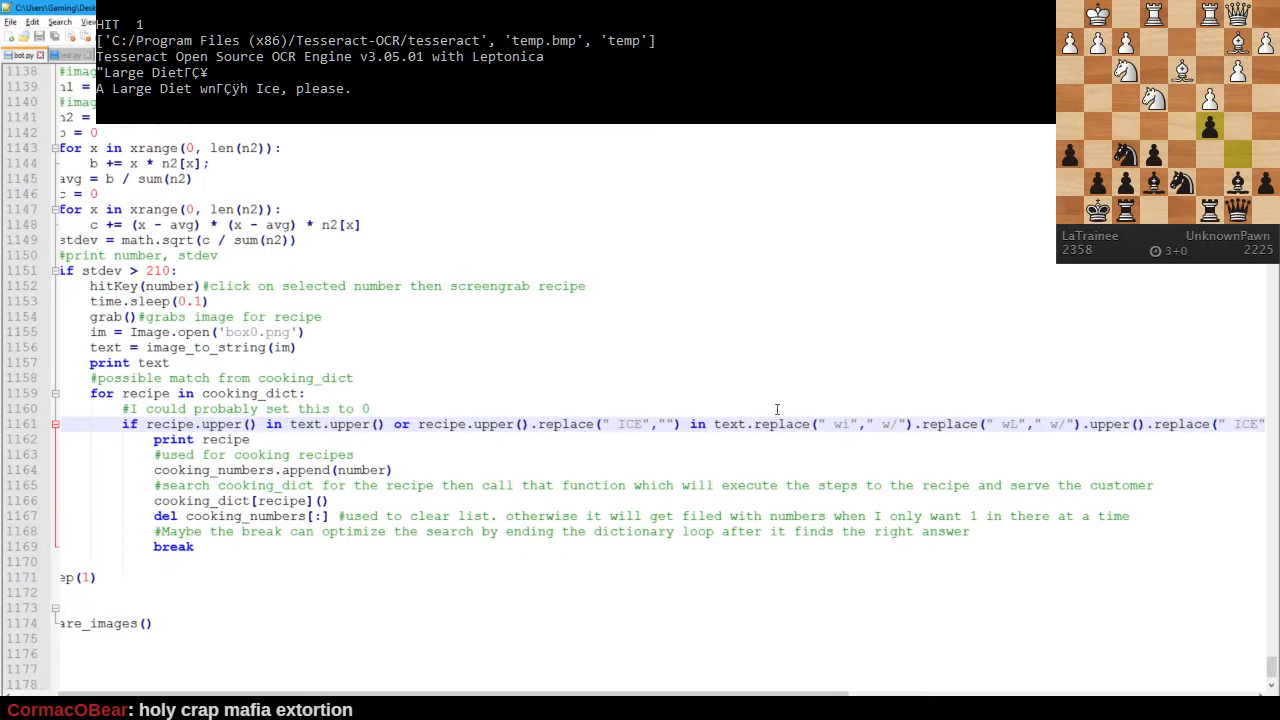 C:\Users\Gaming\Desk
File Edit Search
bot.py
HIT  1
['C:/Program Files (x86)/Tesseract-OCR/tesseract', 'temp.bmp', 'temp']
Tesseract Open Source OCR Engine v3.05.01 with Leptonica
"Large DietΓÇ¥
A Large Diet wnΓÇÿh Ice, please.
1138 #imag
1139 n1 =
1140 #imag
1141 n2 =
1142 b = 0
1143 for x in xrange(0, len(n2)):
1144 b += x * n2[x];
1145 avg = b / sum(n2)
1146 c = 0
1147 for x in xrange(0, len(n2)):
1148 c += (x - avg) * (x - avg) * n2[x]
1149 stdev = math.sqrt(c / sum(n2))
1150 #print number, stdev
1151 if stdev > 210:
1152 hitKey(number)#click on selected number then screengrab recipe
1153 time.sleep(0.1)
1154 grab()#grabs image for recipe
1155 im = Image.open('box0.png')
1156 text = image_to_string(im)
1157 print text
1158 #possible match from cooking_dict
1159 for recipe in cooking_dict:
1160 #I could probably set this to 0
1161 if recipe.upper() in text.upper() or recipe.upper().replace(" ICE","") in text.replace(" wi"," w/").replace(" wL"," w/").upper().replace(" ICE"
1162 print recipe
1163 #used for cooking recipes
1164 cooking_numbers.append(number)
1165 #search cooking_dict for the recipe then call that function which will execute the steps to the recipe and serve the customer
1166 cooking_dict[recipe]()
1167 del cooking_numbers[:] #used to clear list. otherwise it will get filed with numbers when I only want 1 in there at a time
1168 #Maybe the break can optimize the search by ending the dictionary loop after it finds the right answer
1169 break
1170
1171 ep(1)
1172
1173
1174 are_images()
1175
1176
1177
1178
LaTrainee UnknownPawn
2358 3+0 2225
CormacOBear: holy crap mafia extortion